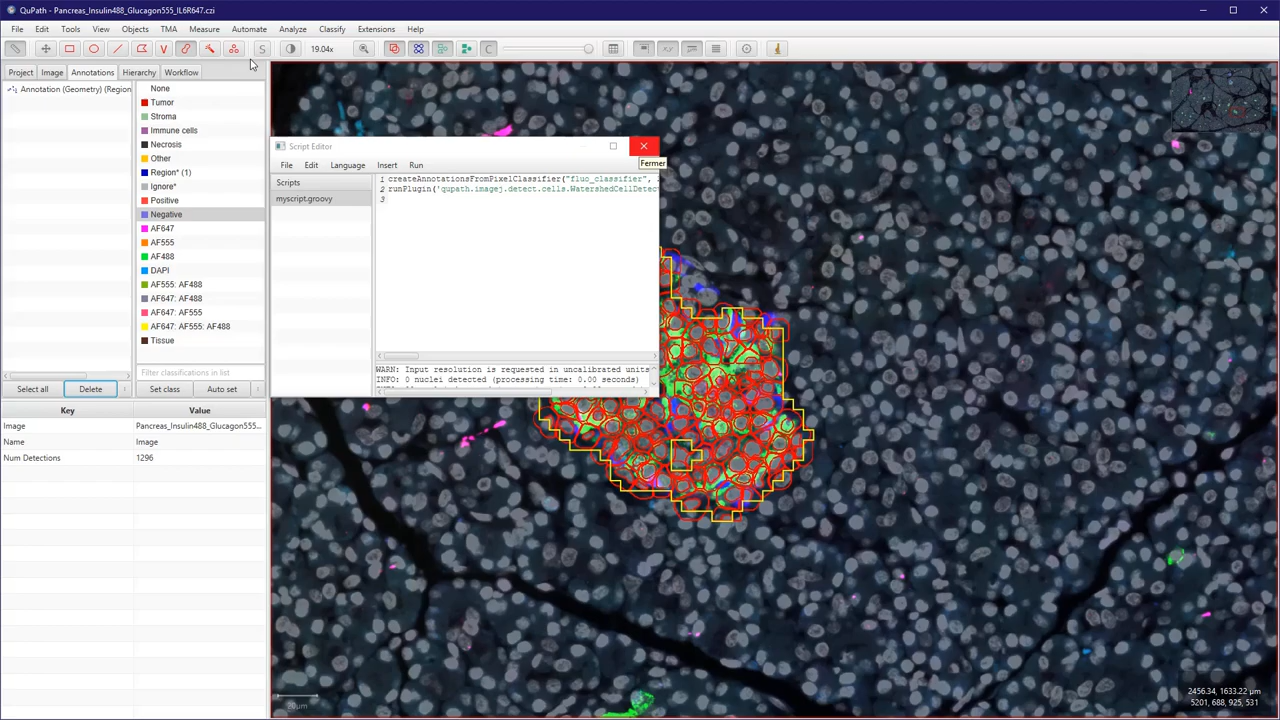 QuPath - Pancreas_Insulin488_Glucagon555_IL6R647.czi
File Edit Tools View Objects TMA Measure Automate Analyze Classify Extensions Help
V S 19.04x C
Project Image Annotations Hierarchy Workflow
Annotation (Geometry) (Region
None
Tumor
Stroma
Immune cells
Necrosis
Other
Region* (1)
Ignore*
Positive
Negative
AF647
AF555
AF488
DAPI
AF555: AF488
AF647: AF488
AF647: AF555
AF647: AF555: AF488
Tissue
Filter classifications in list
Select all Delete Set class Auto set
Key Value
Image Pancreas_Insulin488_Glucagon555...
Name Image
Num Detections 1296
Script Editor
Fermer
File Edit Language Insert Run
Scripts
myscript.groovy
1 createAnnotationsFromPixelClassifier("fluo_classifier",
2 runPlugin('qupath.imagej.detect.cells.WatershedCellDetec
3
WARN: Input resolution is requested in uncalibrated units
INFO: 0 nuclei detected (processing time: 0.00 seconds)
20µm
2456.34, 1633.22 µm
5201, 688, 925, 531